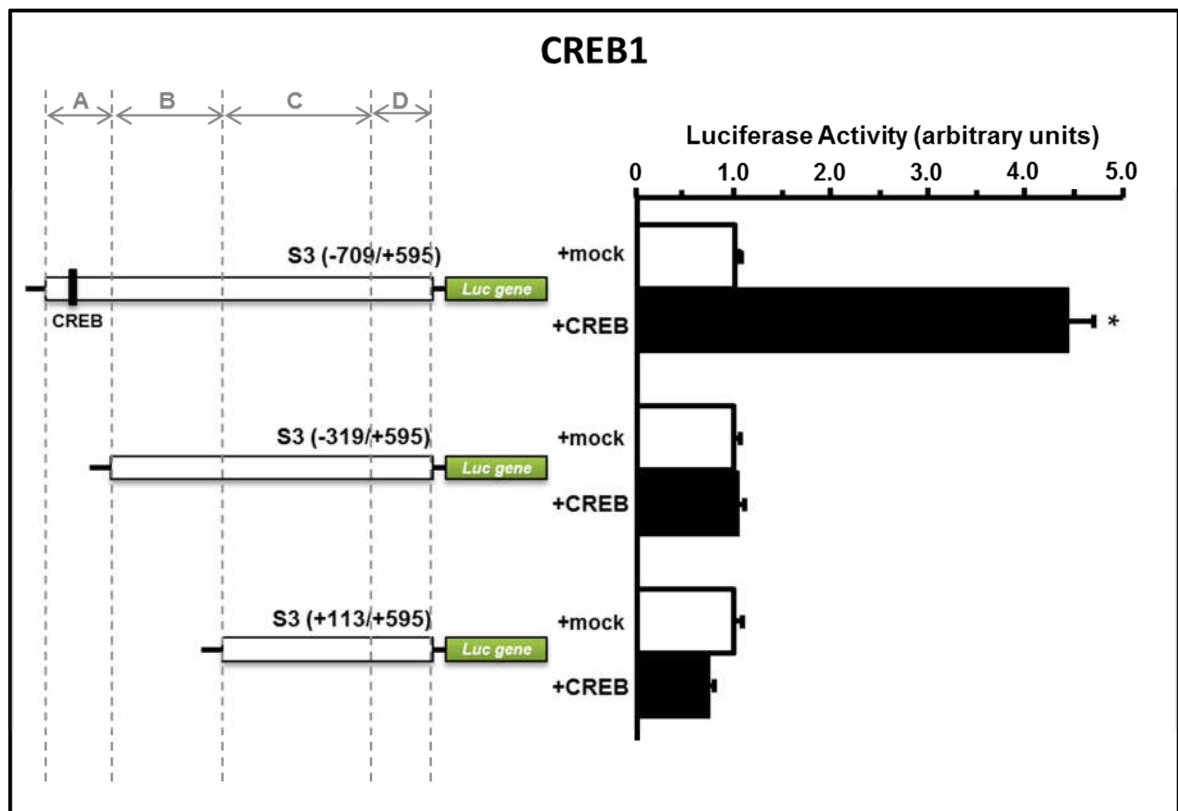 CREB1
A B C D
Luciferase Activity (arbitrary units)
0 1.0 2.0 3.0 4.0 5.0
S3 (-709/+595)
+mock
Luc gene
CREB
+CREB
*
S3 (-319/+595)
+mock
Luc gene
+CREB
S3 (+113/+595)
+mock
Luc gene
+CREB